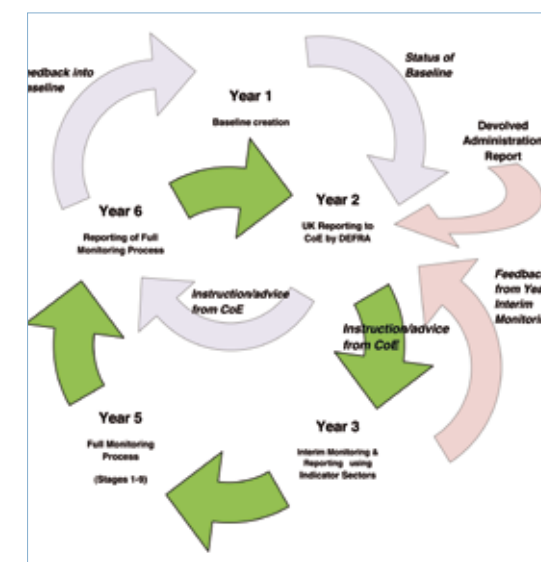 eedback into
aseline
Status of
Baseline
Year 1
Baseline creation
Devolved
Administration
Report
Year 6
Reporting of Full
Monitoring Process
Year 2
UK Reporting to
CoE by DEFRA
Instruction/advice
from CoE
Instruction/advice
from CoE
Feedback
from Yea
Interim
Monitorin
Year 5
Full Monitoring
Process
(Stages 1-9)
Year 3
Interim Monitoring &
Reporting using
Indicator Sectors